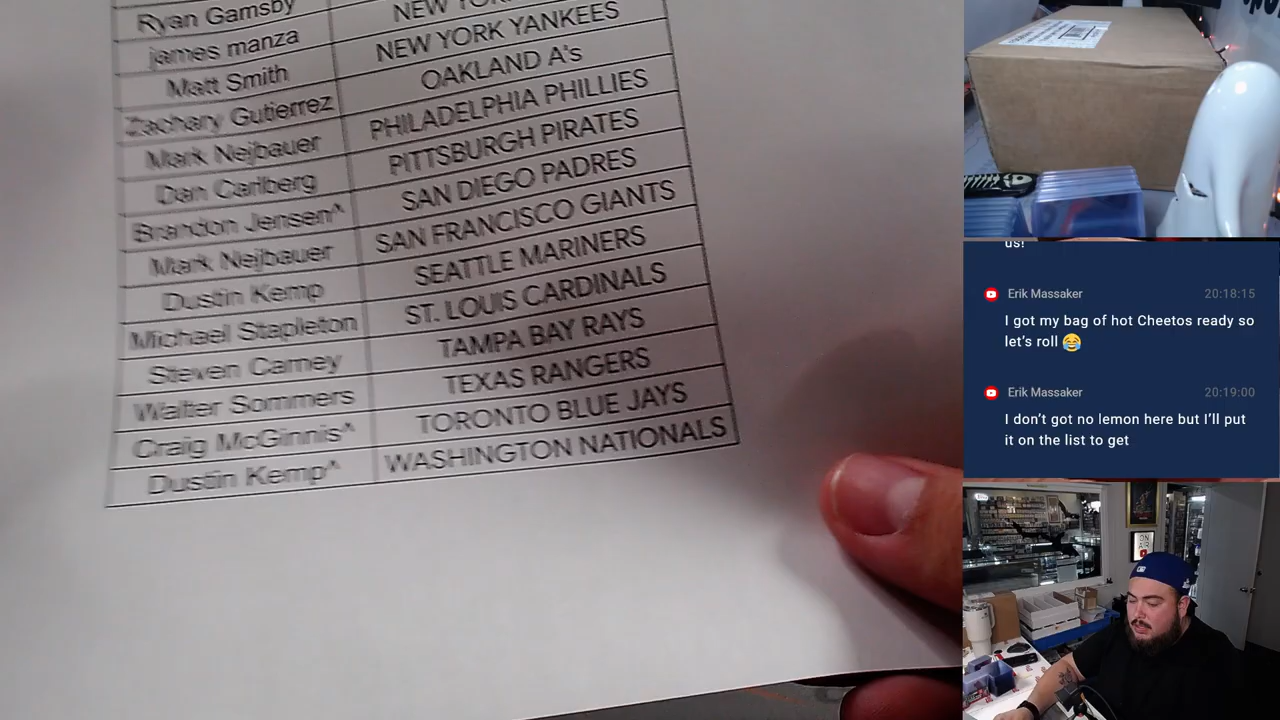 Ryan Gamsby
james manza NEW
Matt Smith NEW YORK YANKEES
Zachary Gutierrez OAKLAND A's
Mark Nejbauer PHILADELPHIA PHILLIES
Dan Carlberg PITTSBURGH PIRATES
Brandon Jensen^ SAN DIEGO PADRES
Mark Nejbauer SAN FRANCISCO GIANTS
Dustin Kemp SEATTLE MARINERS
Michael Stapleton ST. LOUIS CARDINALS
Steven Carney TAMPA BAY RAYS
Walter Sommers TEXAS RANGERS
Craig McGinnis^ TORONTO BLUE JAYS
Dustin Kemp^ WASHINGTON NATIONALS
us!
Erik Massaker 20:18:15
I got my bag of hot Cheetos ready so
let's roll 😂
Erik Massaker 20:19:00
I don't got no lemon here but I'll put
it on the list to get
ON
AIR